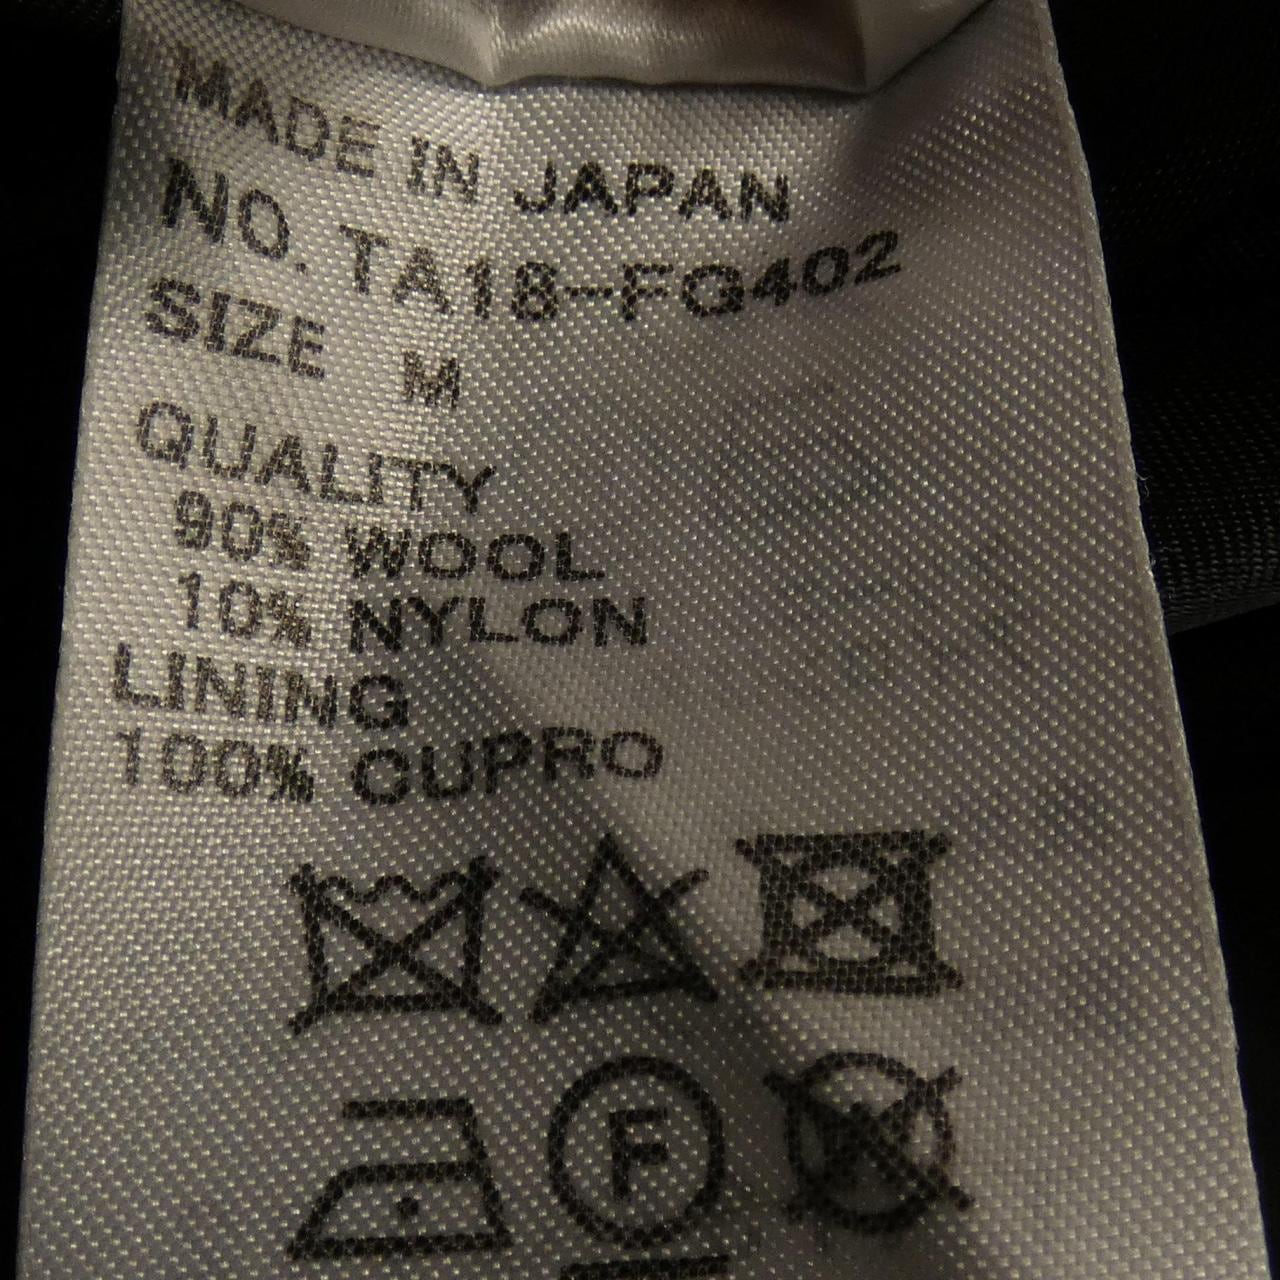 MADE IN JAPAN
NO. TA18-FG402
SIZE M
QUALITY
90% WOOL
10% NYLON
LINING
100% CUPRO
F
W